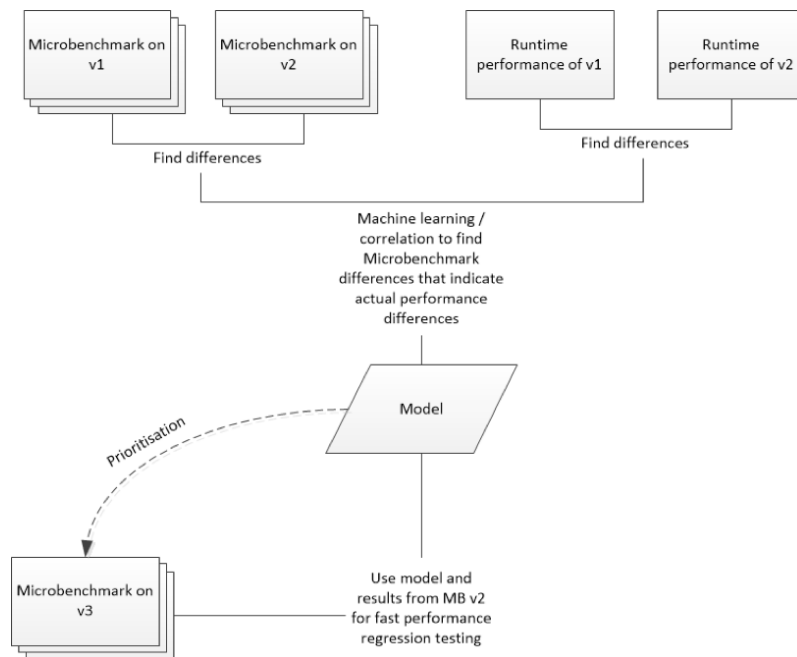 Microbenchmark on
v1
Microbenchmark on
v2
Runtime
performance of v1
Runtime
performance of v2
Find differences
Find differences
Machine learning /
correlation to find
Microbenchmark
differences that indicate
actual performance
differences
Model
Prioritisation
Microbenchmark on
v3
Use model and
results from MB v2
for fast performance
regression testing